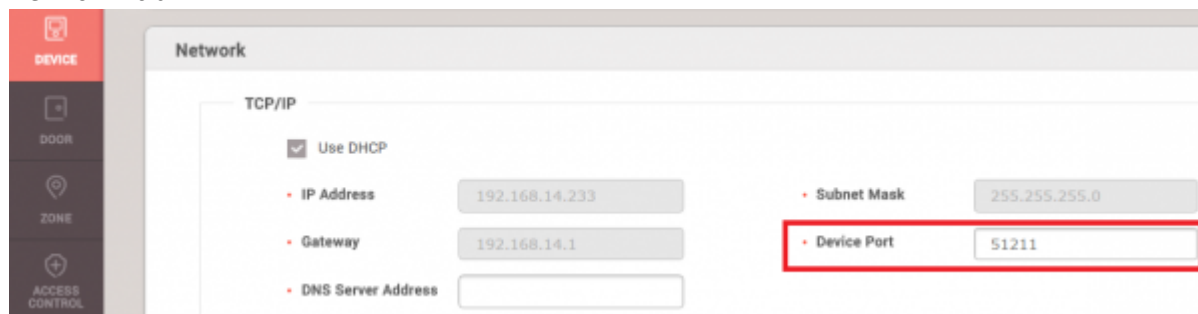 DEVICE
DOOR
ZONE
ACCESS
CONTROL
Network
TCP/IP
Use DHCP
• IP Address 192.168.14.233 • Subnet Mask 255.255.255.0
• Gateway 192.168.14.1 • Device Port 51211
• DNS Server Address